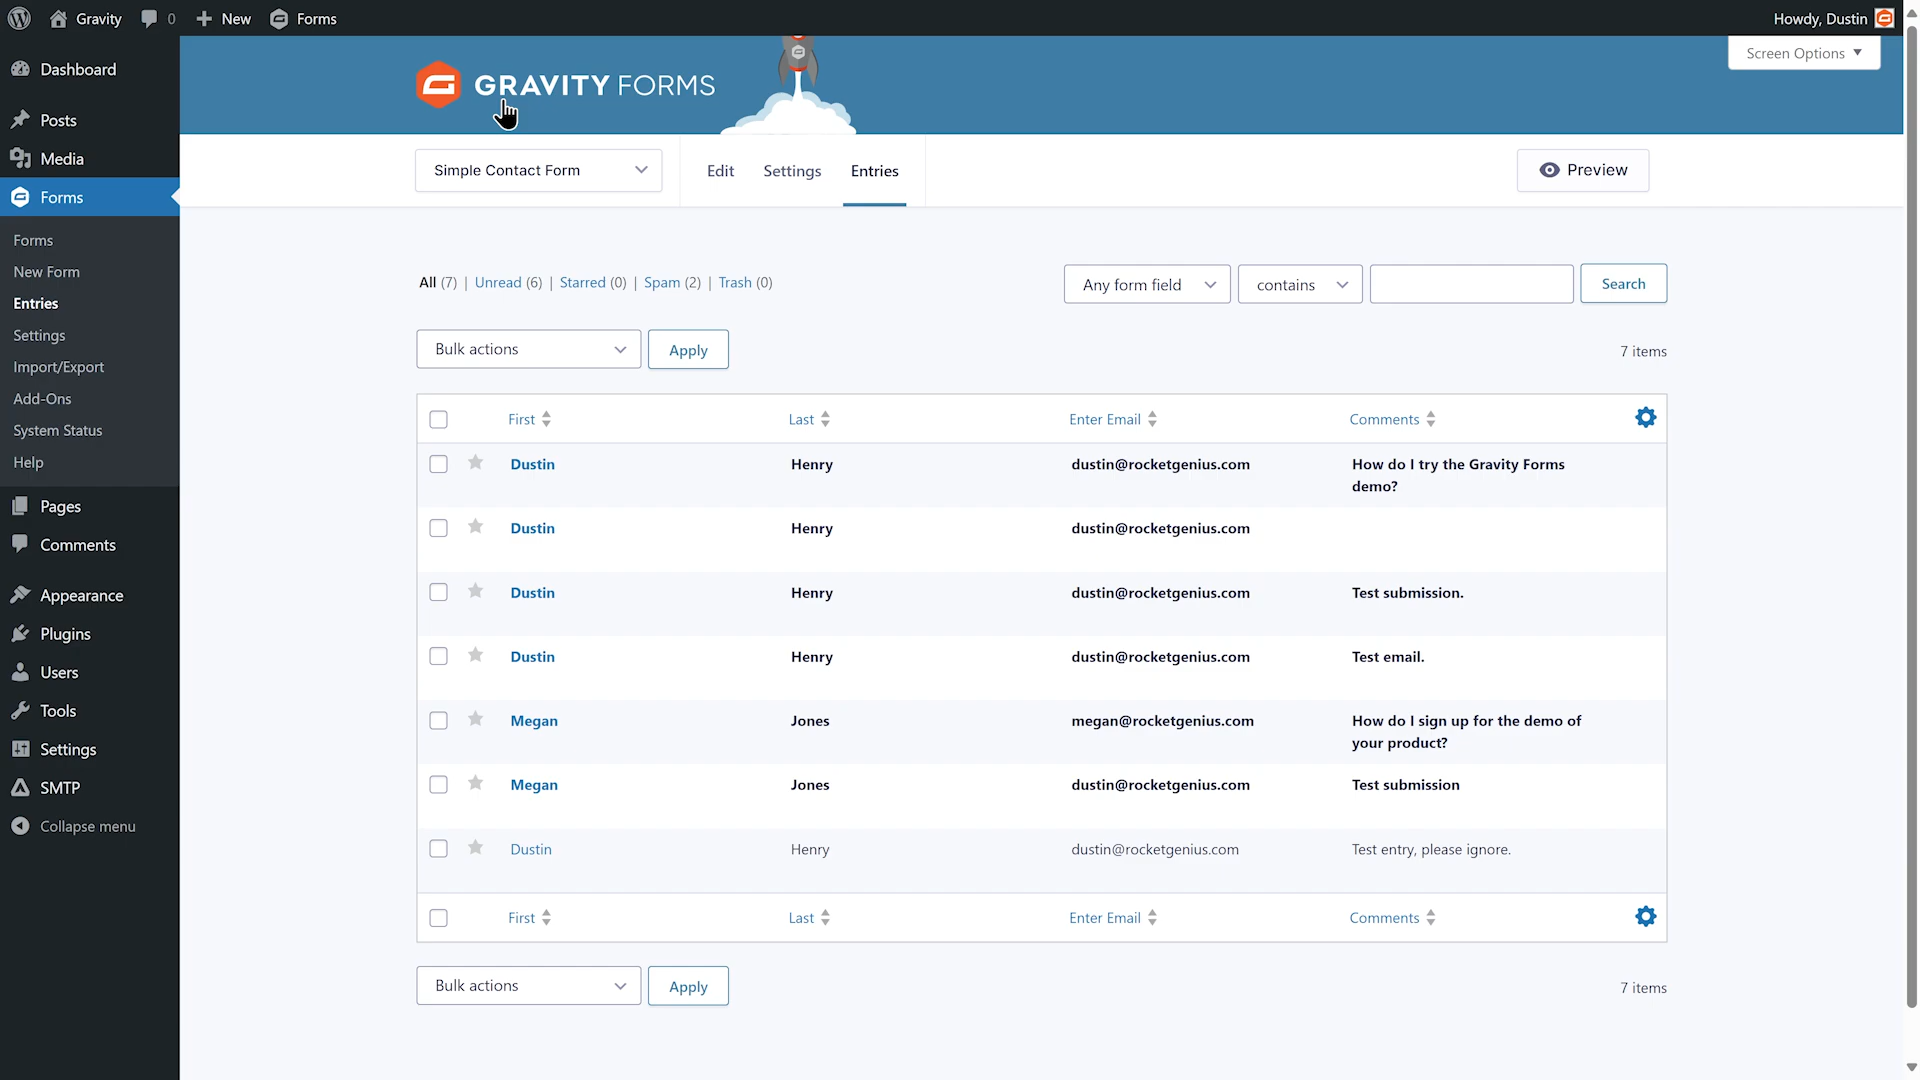 Gravity 0 New Forms Howdy, Dustin
Screen Options
GRAVITY FORMS
Dashboard
Posts
Media
Forms
Forms
New Form
Entries
Settings
Import/Export
Add-Ons
System Status
Help
Pages
Comments
Appearance
Plugins
Users
Tools
Settings
SMTP
Collapse menu
Simple Contact Form Edit Settings Entries Preview
All (7) | Unread (6) | Starred (0) | Spam (2) | Trash (0) Any form field contains Search
Bulk actions Apply 7 items
First Last Enter Email Comments
Dustin Henry dustin@rocketgenius.com How do I try the Gravity Forms
demo?
Dustin Henry dustin@rocketgenius.com
Dustin Henry dustin@rocketgenius.com Test submission.
Dustin Henry dustin@rocketgenius.com Test email.
Megan Jones megan@rocketgenius.com How do I sign up for the demo of
your product?
Megan Jones dustin@rocketgenius.com Test submission
Dustin Henry dustin@rocketgenius.com Test entry, please ignore.
First Last Enter Email Comments
Bulk actions Apply 7 items